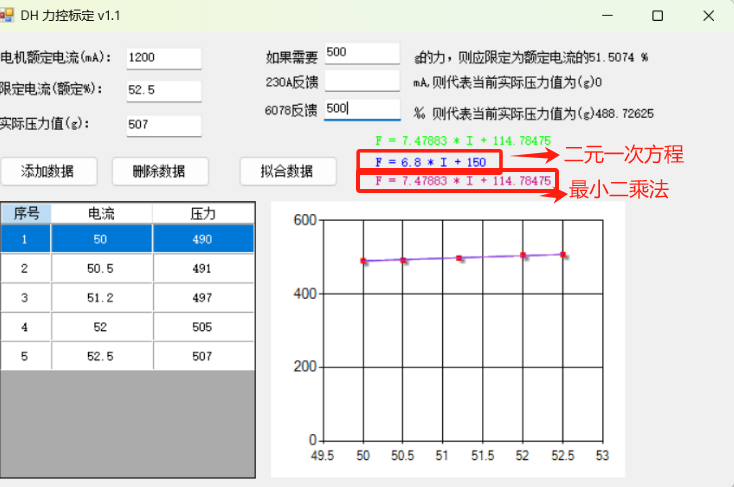 DH 力控标定 v1.1
电机额定电流(mA)： 1200
如果需要 500 g的力，则应限定为额定电流的51.5074 %
限定电流(额定%)： 52.5
230A反馈 mA,则代表当前实际压力值为(g)0
实际压力值(g)： 507
6078反馈 500 ‰ 则代表当前实际压力值为(g)488.72625
F = 7.47883 * I + 114.78475
F = 6.8 * I + 150 二元一次方程
F = 7.47883 * I + 114.78475 最小二乘法
添加数据 删除数据 拟合数据
序号 电流 压力
1 50 490
2 50.5 491
3 51.2 497
4 52 505
5 52.5 507
600
400
200
0
49.5 50 50.5 51 51.5 52 52.5 53